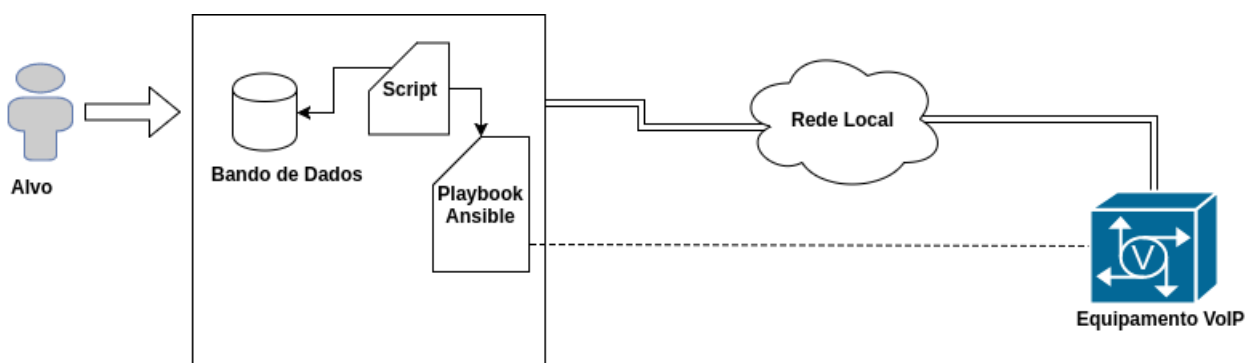 Alvo
Bando de Dados
Script
Playbook
Ansible
Rede Local
V
Equipamento VoIP